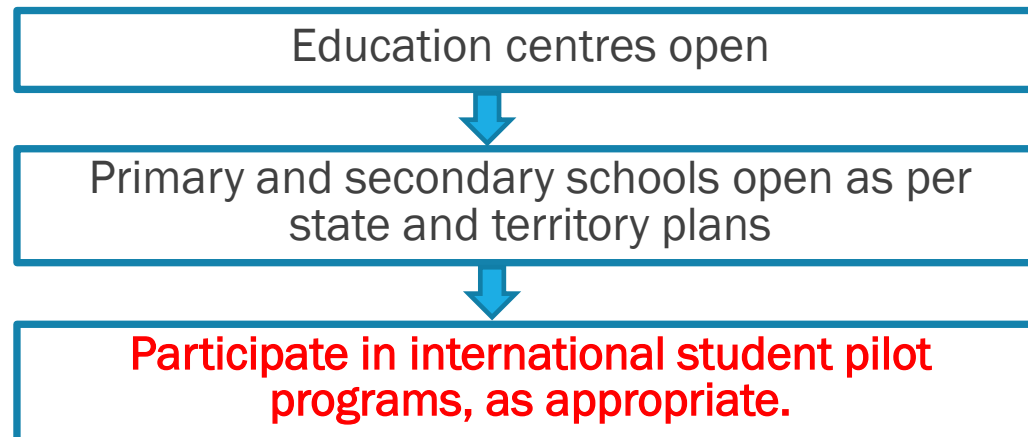 Education centres open
Primary and secondary schools open as per
state and territory plans
Participate in international student pilot
programs, as appropriate.